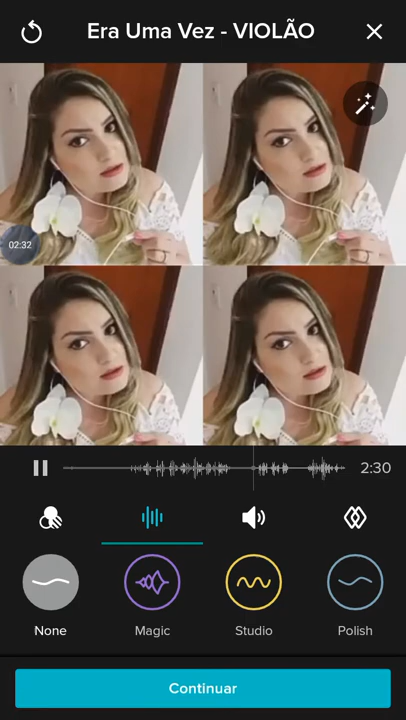 Era Uma Vez - VIOLÃO
02:32
2:30
None
Magic
Studio
Polish
Continuar